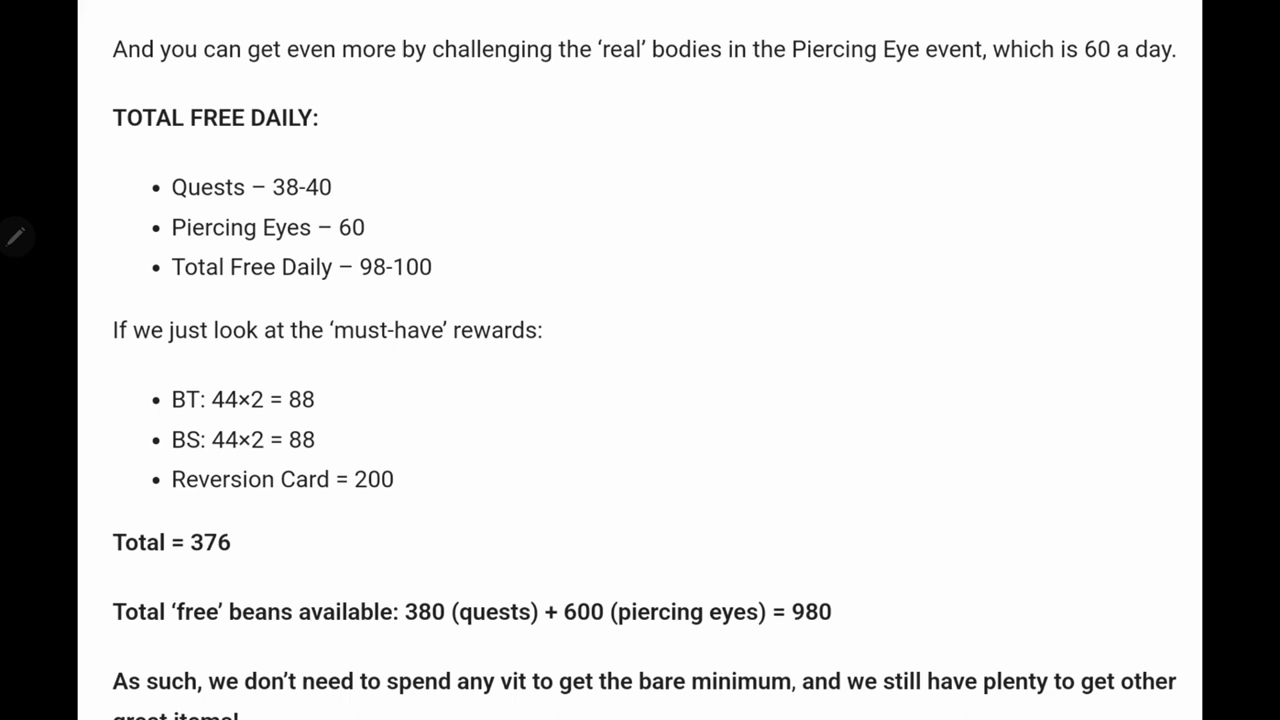 And you can get even more by challenging the ‘real’ bodies in the Piercing Eye event, which is 60 a day.
TOTAL FREE DAILY:
• Quests – 38-40
• Piercing Eyes – 60
• Total Free Daily – 98-100
If we just look at the ‘must-have’ rewards:
• BT: 44×2 = 88
• BS: 44×2 = 88
• Reversion Card = 200
Total = 376
Total ‘free’ beans available: 380 (quests) + 600 (piercing eyes) = 980
As such, we don’t need to spend any vit to get the bare minimum, and we still have plenty to get other
great items!